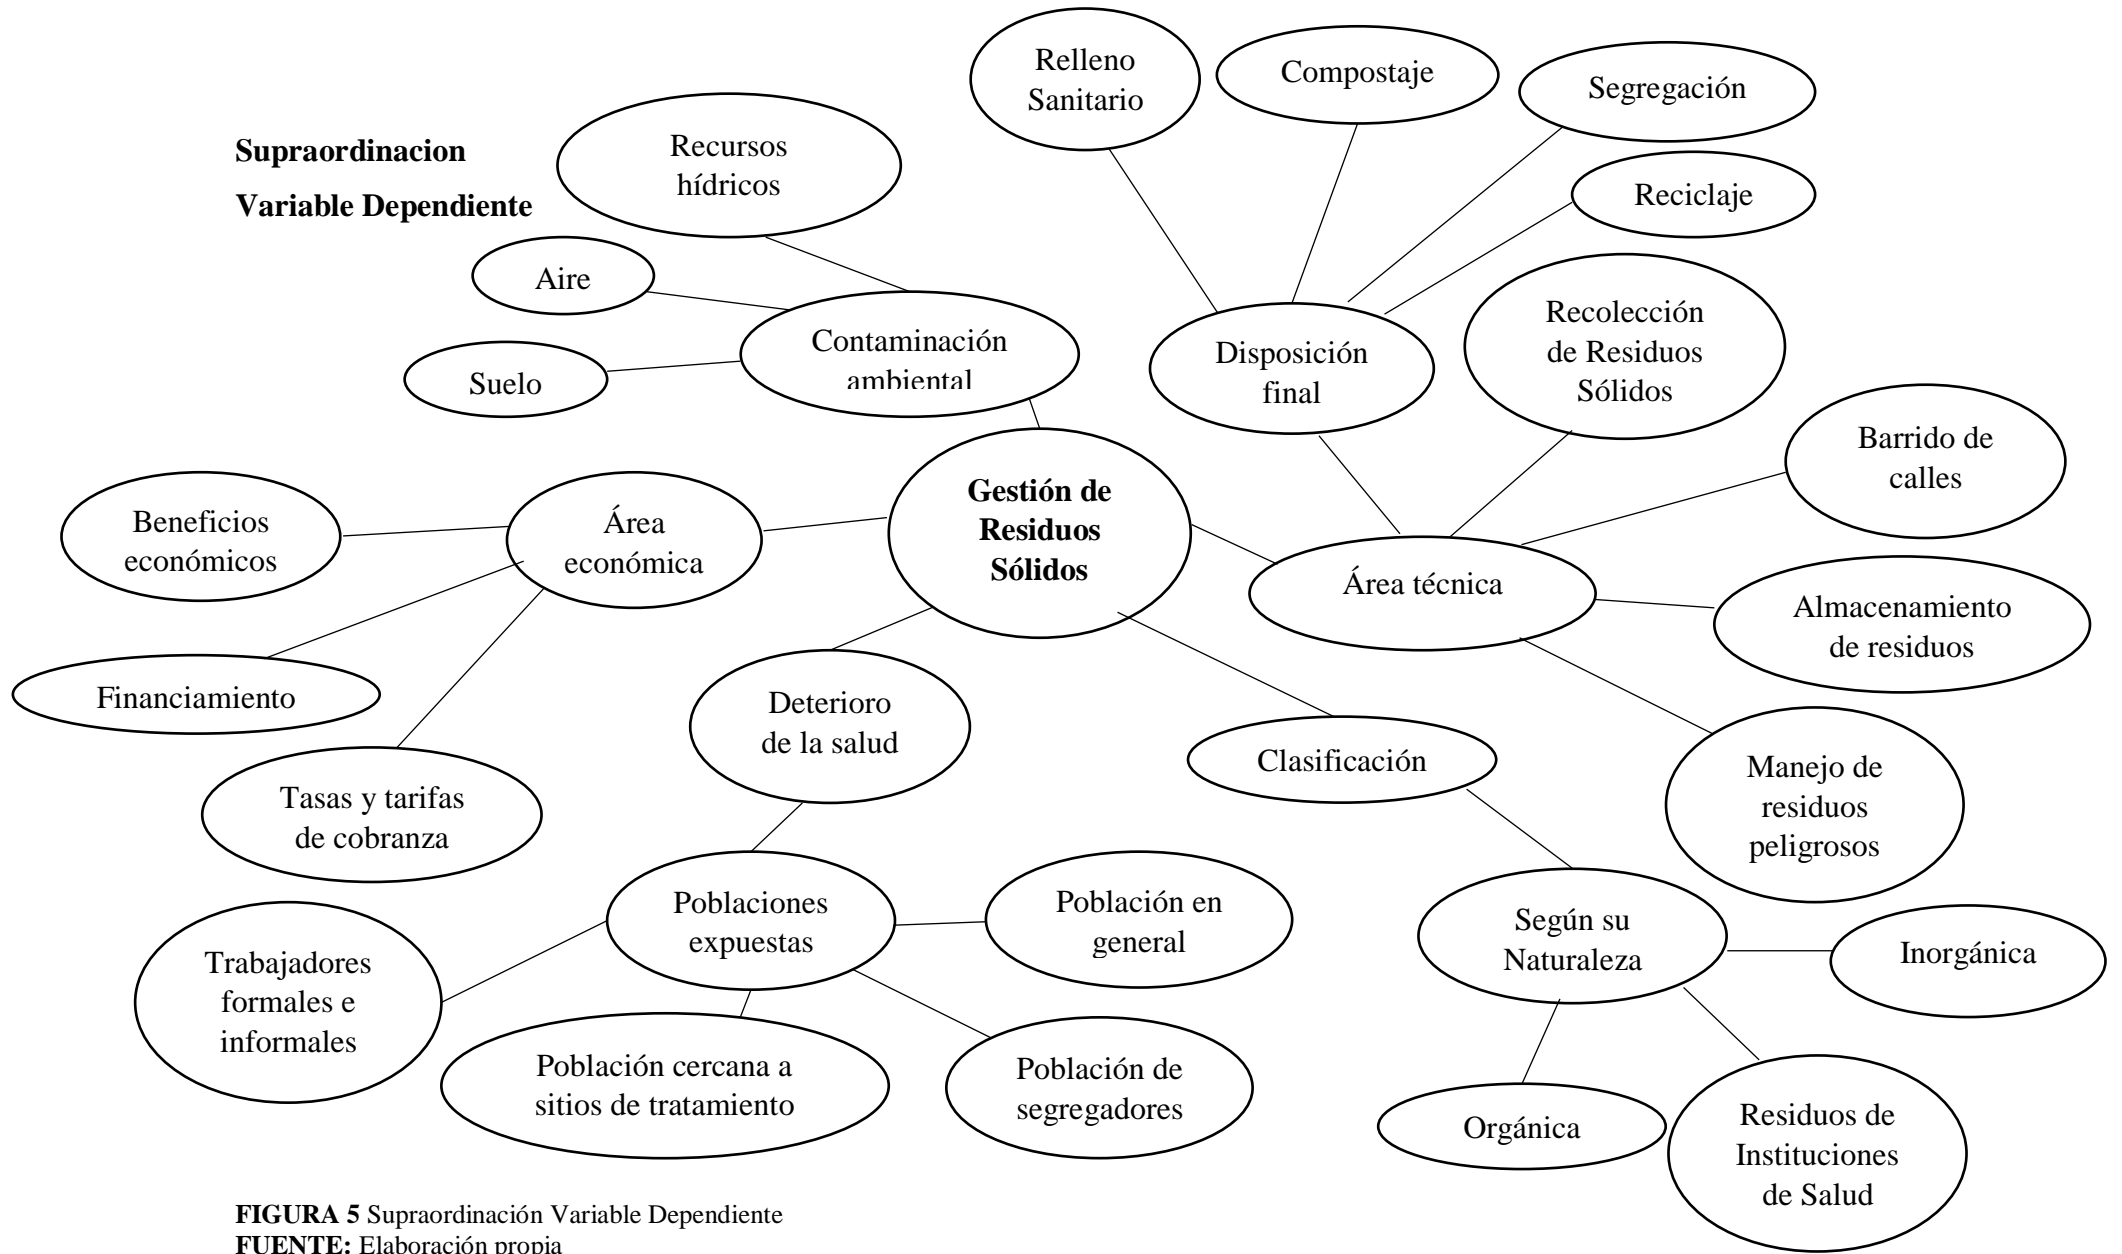 Relleno
Sanitario
Compostaje
Segregación
Supraordinacion
Variable Dependiente
Recursos
hídricos
Reciclaje
Aire
Suelo
Contaminación
ambiental
Disposición
final
Recolección
de Residuos
Sólidos
Barrido de
calles
Beneficios
económicos
Área
económica
Gestión de
Residuos
Sólidos
Área técnica
Almacenamiento
de residuos
Financiamiento
Deterioro
de la salud
Clasificación
Manejo de
residuos
peligrosos
Tasas y tarifas
de cobranza
Poblaciones
expuestas
Población en
general
Según su
Naturaleza
Inorgánica
Trabajadores
formales e
informales
Población cercana a
sitios de tratamiento
Población de
segregadores
Orgánica
Residuos de
Instituciones
de Salud
FIGURA 5 Supraordinación Variable Dependiente
FUENTE: Elaboración propia